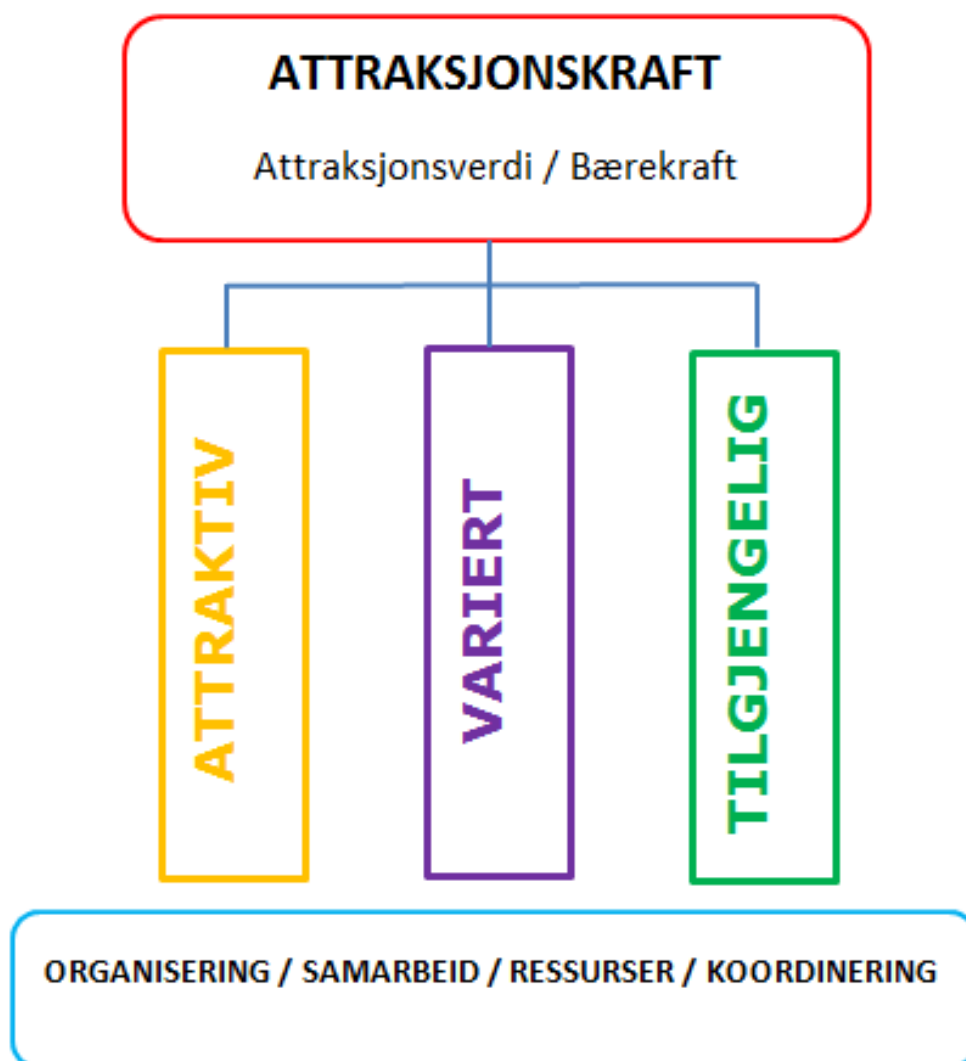 ATTRAKSJONSKRAFT
Attraksjonsverdi / Bærekraft
ATTRAKTIV
VARIERT
TILGJENGELIG
ORGANISERING / SAMARBEID / RESSURSER / KOORDINERING